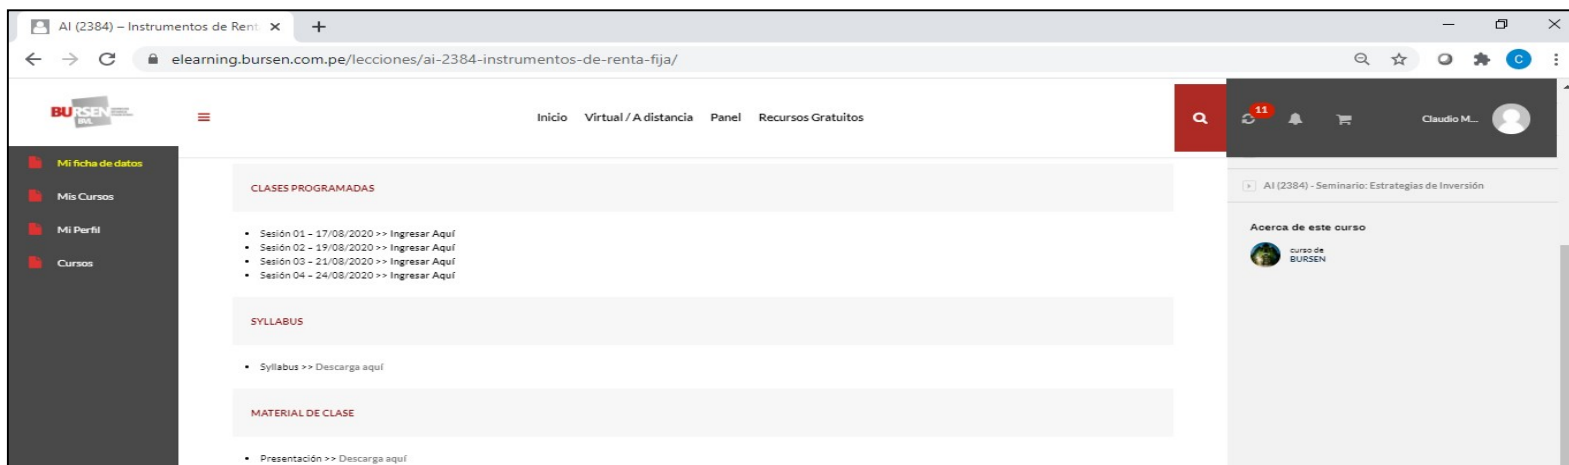 AI (2384) – Instrumentos de Rent
elearning.bursen.com.pe/lecciones/ai-2384-instrumentos-de-renta-fija/
C
BURSEN
BVL
Inicio Virtual / A distancia Panel Recursos Gratuitos
11
Claudio M...
Mi ficha de datos
Mis Cursos
Mi Perfil
Cursos
CLASES PROGRAMADAS
Sesión 01 – 17/08/2020 >> Ingresar Aquí
Sesión 02 – 19/08/2020 >> Ingresar Aquí
Sesión 03 – 21/08/2020 >> Ingresar Aquí
Sesión 04 – 24/08/2020 >> Ingresar Aquí
SYLLABUS
Syllabus >> Descarga aquí
MATERIAL DE CLASE
Presentación >> Descarga aquí
AI (2384) - Seminario: Estrategias de Inversión
Acerca de este curso
curso de
BURSEN